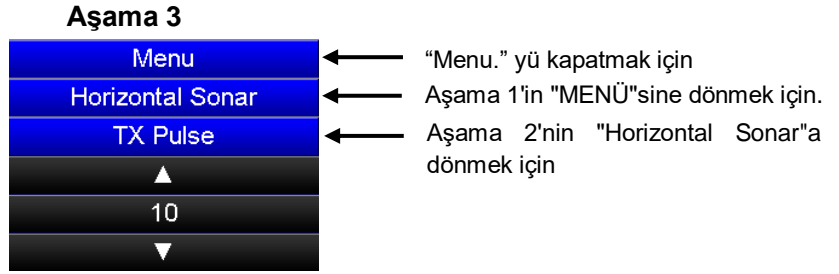 Aşama 3
Menu
“Menu.” yü kapatmak için
Horizontal Sonar
Aşama 1'in "MENÜ"sine dönmek için.
TX Pulse
Aşama 2'nin "Horizontal Sonar"a
dönmek için
▲
10
▼